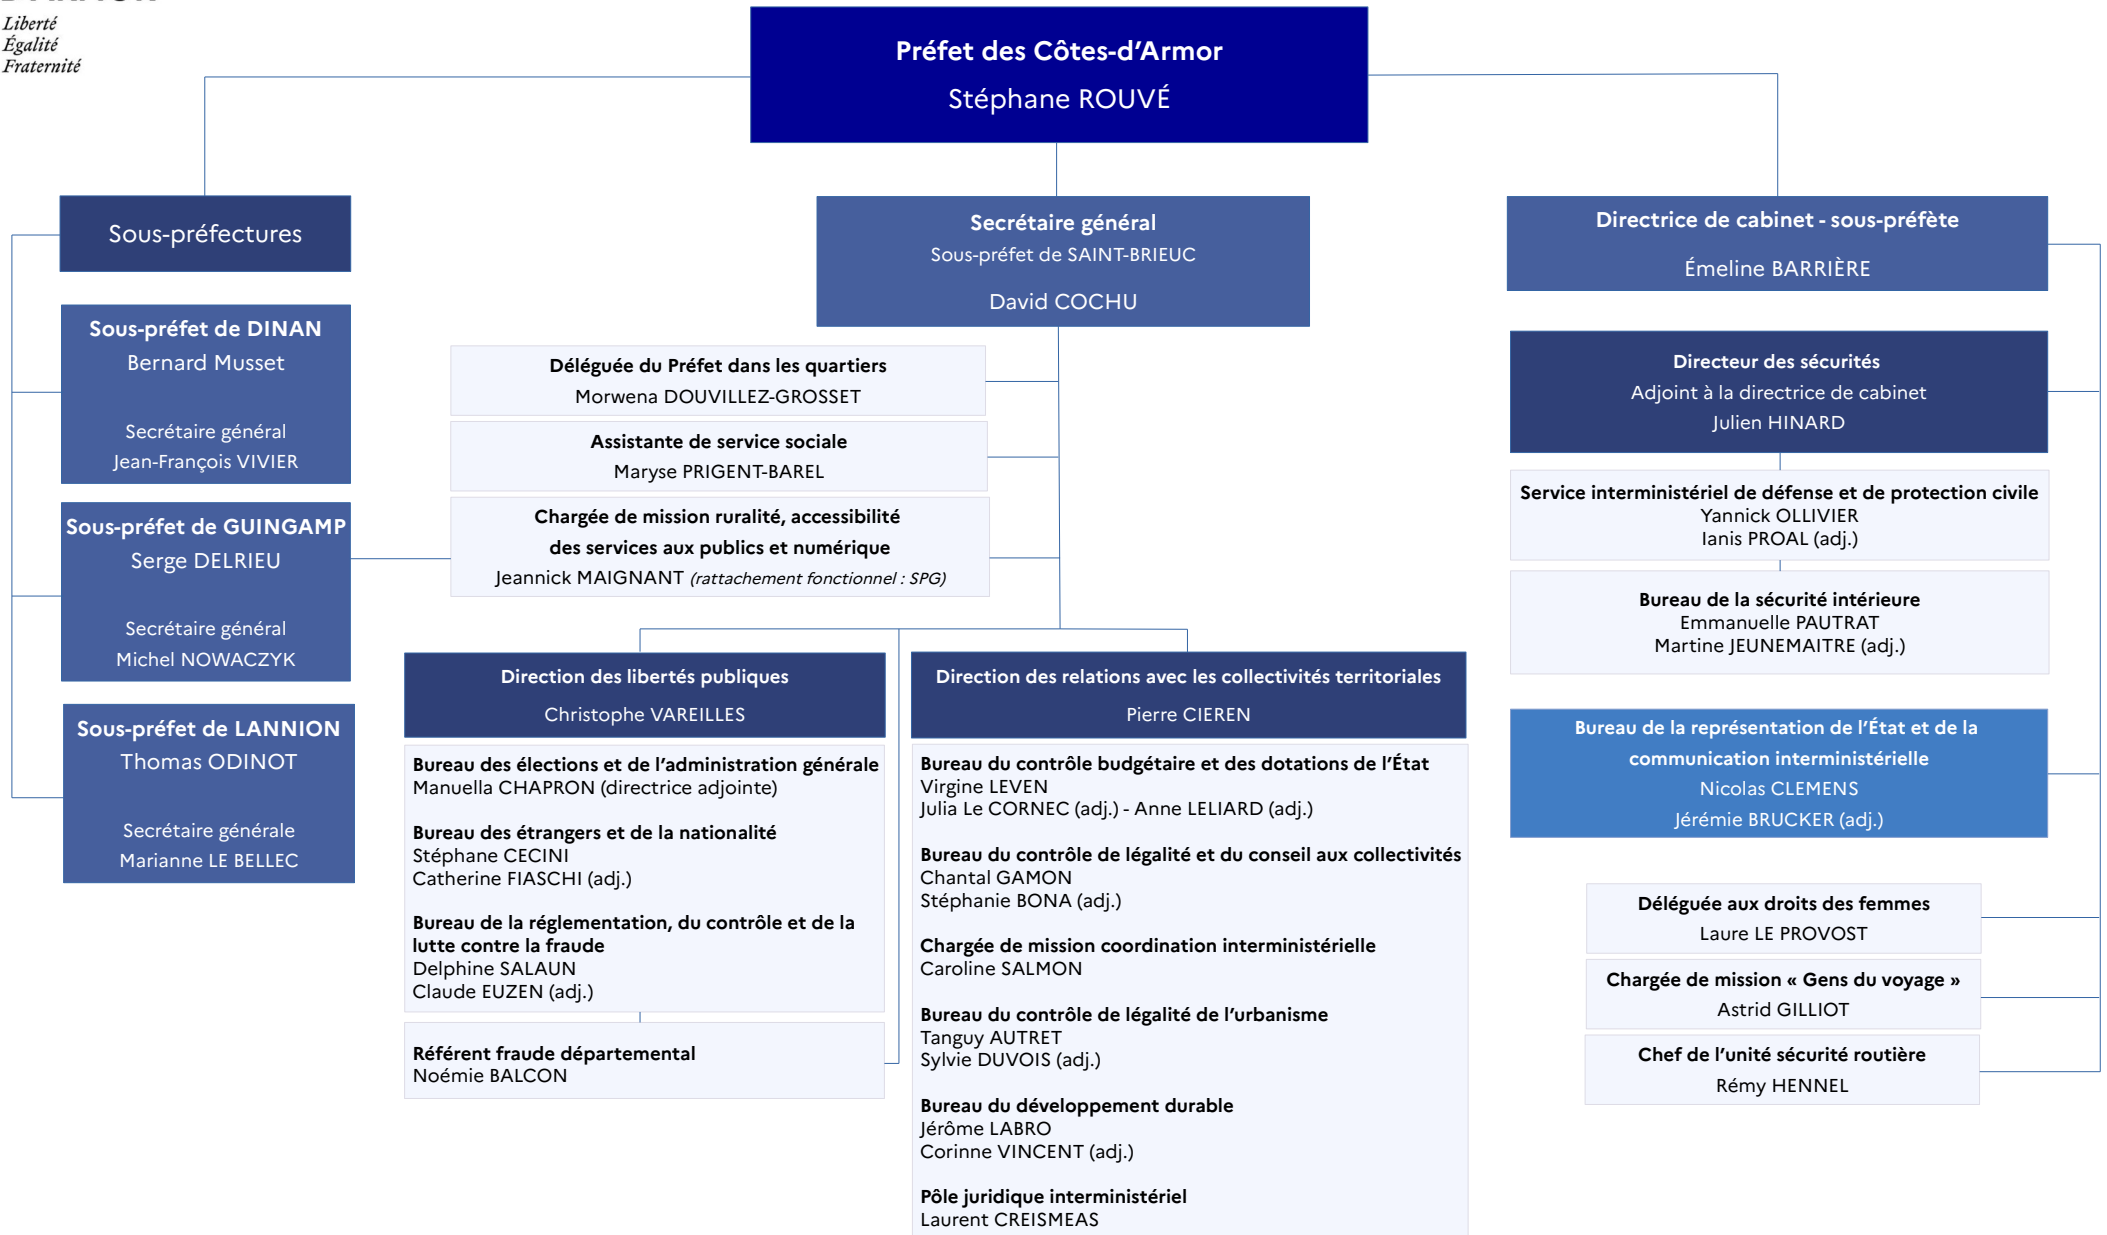 Liberté
Égalité
Fraternité
Préfet des Côtes-d’Armor
Stéphane ROUVÉ
Sous-préfectures
Sous-préfet de DINAN
Bernard Musset
Secrétaire général
Jean-François VIVIER
Sous-préfet de GUINGAMP
Serge DELRIEU
Secrétaire général
Michel NOWACZYK
Sous-préfet de LANNION
Thomas ODINOT
Secrétaire générale
Marianne LE BELLEC
Secrétaire général
Sous-préfet de SAINT-BRIEUC
David COCHU
Déléguée du Préfet dans les quartiers
Morwena DOUVILLEZ-GROSSET
Assistante de service sociale
Maryse PRIGENT-BAREL
Chargée de mission ruralité, accessibilité
des services aux publics et numérique
Jeannick MAIGNANT (rattachement fonctionnel : SPG)
Direction des libertés publiques
Christophe VAREILLES
Bureau des élections et de l’administration générale
Manuella CHAPRON (directrice adjointe)
Bureau des étrangers et de la nationalité
Stéphane CECINI
Catherine FIASCHI (adj.)
Bureau de la réglementation, du contrôle et de la
lutte contre la fraude
Delphine SALAUN
Claude EUZEN (adj.)
Référent fraude départemental
Noémie BALCON
Direction des relations avec les collectivités territoriales
Pierre CIEREN
Bureau du contrôle budgétaire et des dotations de l’État
Virgine LEVEN
Julia Le CORNEC (adj.) - Anne LELIARD (adj.)
Bureau du contrôle de légalité et du conseil aux collectivités
Chantal GAMON
Stéphanie BONA (adj.)
Chargée de mission coordination interministérielle
Caroline SALMON
Bureau du contrôle de légalité de l’urbanisme
Tanguy AUTRET
Sylvie DUVOIS (adj.)
Bureau du développement durable
Jérôme LABRO
Corinne VINCENT (adj.)
Pôle juridique interministériel
Laurent CREISMEAS
Directrice de cabinet - sous-préfète
Émeline BARRIÈRE
Directeur des sécurités
Adjoint à la directrice de cabinet
Julien HINARD
Service interministériel de défense et de protection civile
Yannick OLLIVIER
Ianis PROAL (adj.)
Bureau de la sécurité intérieure
Emmanuelle PAUTRAT
Martine JEUNEMAITRE (adj.)
Bureau de la représentation de l’État et de la
communication interministérielle
Nicolas CLEMENS
Jérémie BRUCKER (adj.)
Déléguée aux droits des femmes
Laure LE PROVOST
Chargée de mission « Gens du voyage »
Astrid GILLIOT
Chef de l’unité sécurité routière
Rémy HENNEL